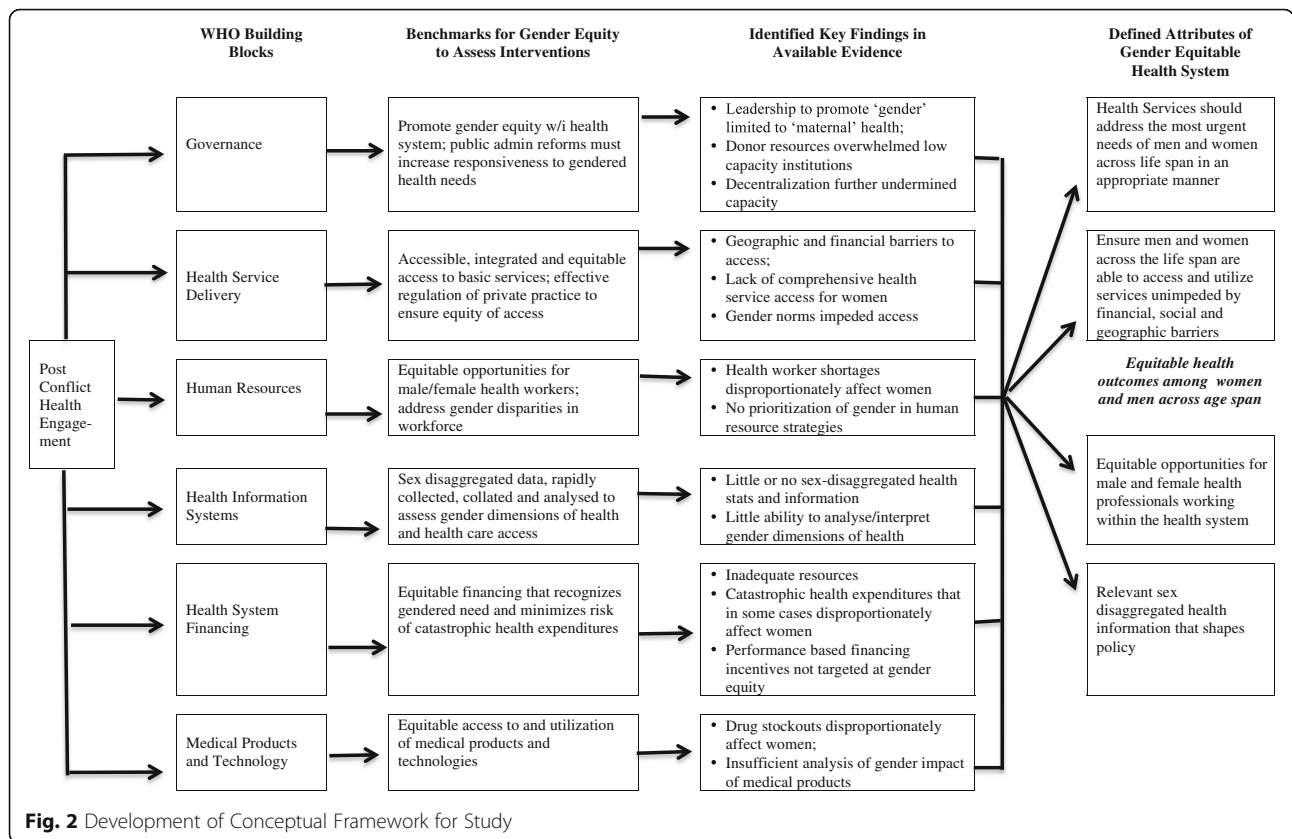 WHO Building
Blocks
Benchmarks for Gender Equity
to Assess Interventions
Identified Key Findings in
Available Evidence
Defined Attributes of
Gender Equitable
Health System
Post
Conflict
Health
Engage-
ment
Governance
Promote gender equity w/i health
system; public admin reforms must
increase responsiveness to gendered
health needs
• Leadership to promote ‘gender’
limited to ‘maternal’ health;
• Donor resources overwhelmed low
capacity institutions
• Decentralization further undermined
capacity
Health Service
Delivery
Accessible, integrated and equitable
access to basic services; effective
regulation of private practice to
ensure equity of access
• Geographic and financial barriers to
access;
• Lack of comprehensive health
service access for women
• Gender norms impeded access
Human Resources
Equitable opportunities for
male/female health workers;
address gender disparities in
workforce
• Health worker shortages
disproportionately affect women
• No prioritization of gender in human
resource strategies
Health Information
Systems
Sex disaggregated data, rapidly
collected, collated and analysed to
assess gender dimensions of health
and health care access
• Little or no sex-disaggregated health
stats and information
• Little ability to analyse/interpret
gender dimensions of health
Health System
Financing
Equitable financing that recognizes
gendered need and minimizes risk
of catastrophic health expenditures
• Inadequate resources
• Catastrophic health expenditures that
in some cases disproportionately
affect women
• Performance based financing
incentives not targeted at gender
equity
Medical Products
and Technology
Equitable access to and utilization
of medical products and
technologies
• Drug stockouts disproportionately
affect women;
• Insufficient analysis of gender impact
of medical products
Health Services should
address the most urgent
needs of men and women
across life span in an
appropriate manner
Ensure men and women
across the life span are
able to access and utilize
services unimpeded by
financial, social and
geographic barriers
Equitable health
outcomes among women
and men across age span
Equitable opportunities for
male and female health
professionals working
within the health system
Relevant sex
disaggregated health
information that shapes
policy
Fig. 2 Development of Conceptual Framework for Study